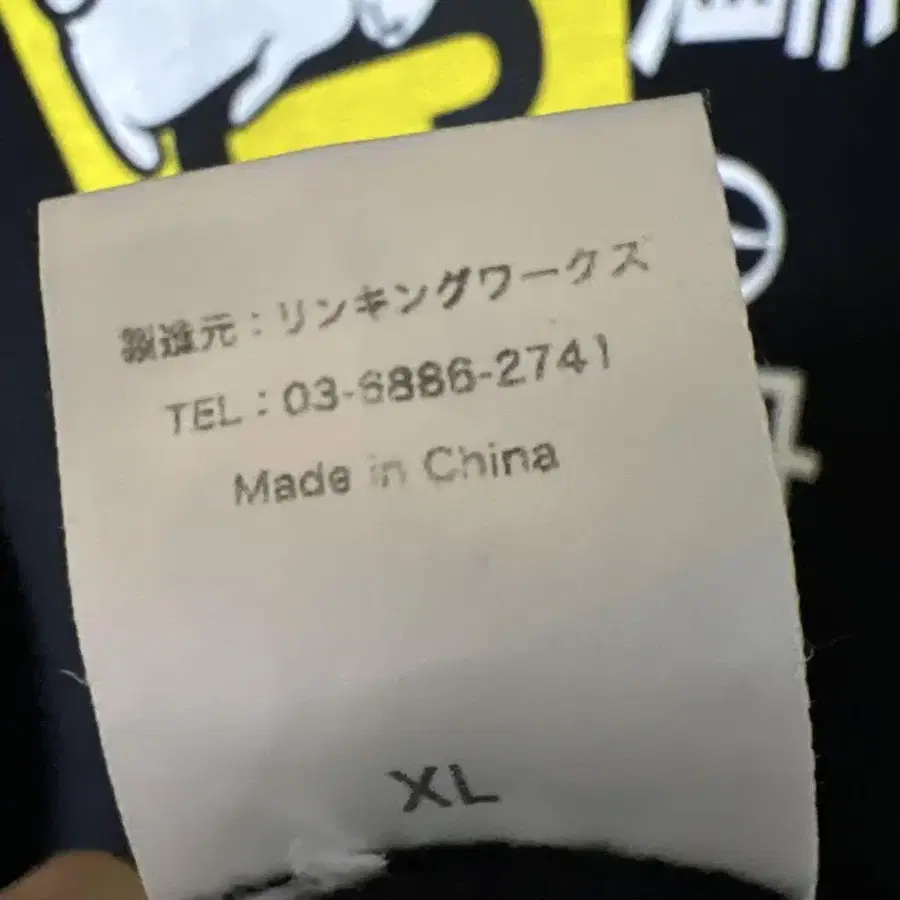 製造元：リンキングワークス
TEL：03-6886-2741
Made in China
XL